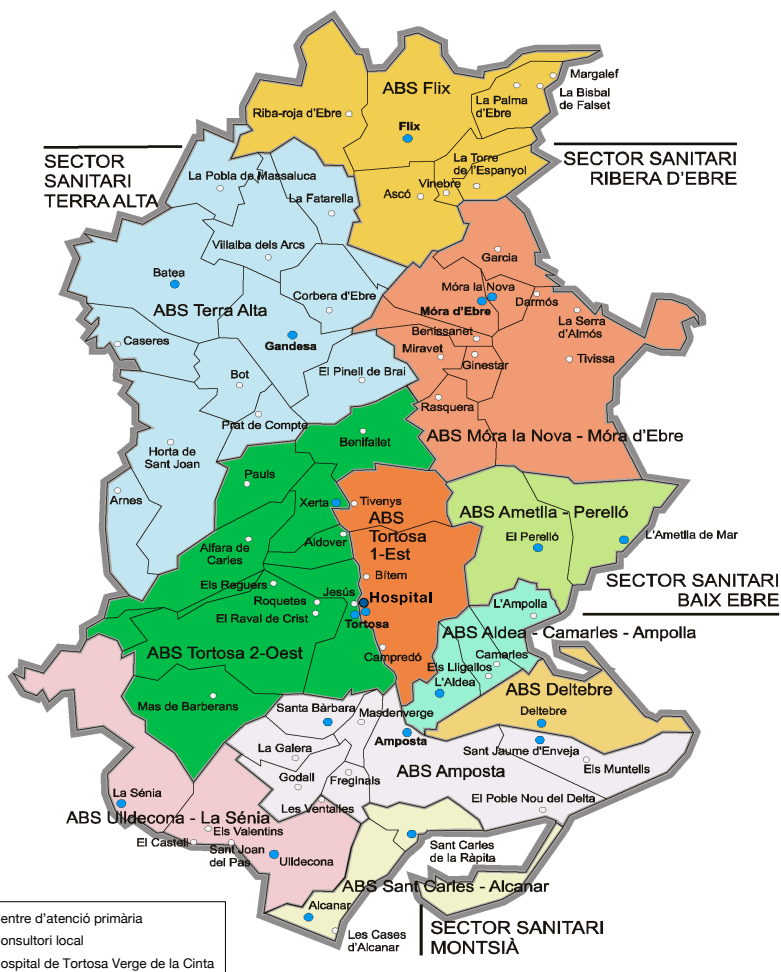 Margalef
ABS Flix
La Palma
d'Ebre
La Bisbal
de Falset
Riba-roja d'Ebre
Flix
SECTOR
SANITARI
TERRA ALTA
SECTOR SANITARI
RIBERA D'EBRE
La Torre
de l'Espanyol
La Pobla de Massaluca
Vinebre
Ascó
La Fatarella
Villalba dels Arcs
Garcia
Batea
Móra la Nova
Corbera d'Ebre
Darmós
ABS Terra Alta
Móra d'Ebre
La Serra
d'Almós
Benissanet
Caseres
Gandesa
Miravet
Ginestar
Tivissa
Bot
El Pinell de Brai
Rasquera
Prat de Compte
Benifallet
ABS Móra la Nova - Móra d'Ebre
Horta de
Sant Joan
Pauls
Arnes
Xerta
Tivenys
ABS
Tortosa
1-Est
ABS Ametlla - Perelló
El Perelló
L'Ametlla de Mar
Aldover
Alfara de
Carles
Bítem
SECTOR SANITARI
BAIX EBRE
Els Reguers
Jesús
Hospital
Roquetes
El Raval de Crist
Tortosa
L'Ampolla
ABS Aldea - Camarles - Ampolla
ABS Tortosa 2-Oest
Campredó
Camarles
Els Lligallos
L'Aldea
ABS Deltebre
Mas de Barberans
Santa Bàrbara
Masdenverge
Deltebre
Amposta
Sant Jaume d'Enveja
La Galera
Els Muntells
Godall
Freginals
ABS Amposta
La Sénia
Les Ventalles
El Poble Nou del Delta
ABS Ulldecona - La Sénia
Els Valentins
El Castell
Sant Joan
del Pas
Ulldecona
Sant Carles
de la Ràpita
ABS Sant Carles - Alcanar
Alcanar
Les Cases
d'Alcanar
SECTOR SANITARI
MONTSIÀ
entre d'atenció primària
onsultori local
ospital de Tortosa Verge de la Cinta